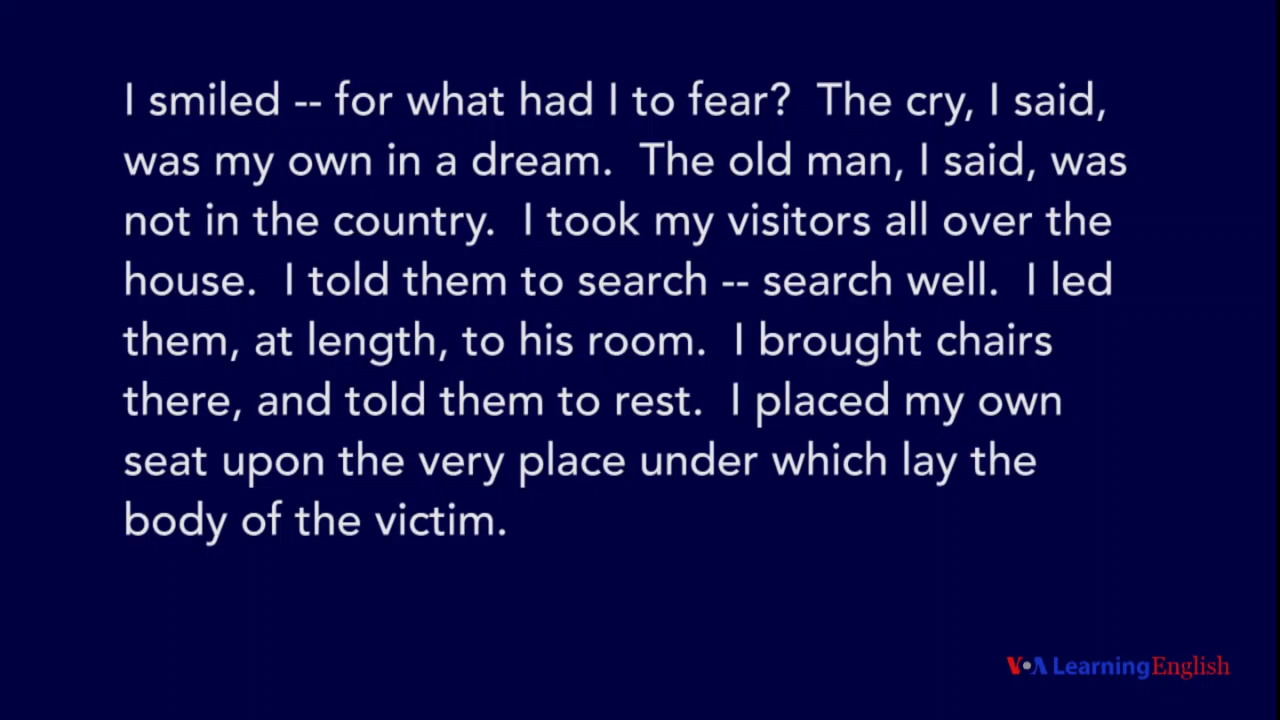 I smiled -- for what had I to fear?  The cry, I said,
was my own in a dream.  The old man, I said, was
not in the country.  I took my visitors all over the
house.  I told them to search -- search well.  I led
them, at length, to his room.  I brought chairs
there, and told them to rest.  I placed my own
seat upon the very place under which lay the
body of the victim.
VOA Learning English